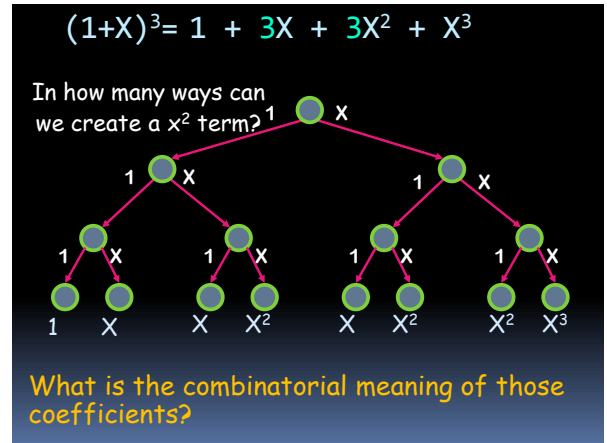 (1+X)³= 1 + 3X + 3X² + X³
In how many ways can
we create a x² term?
1 X
1 X 1 X
1 X 1 X 1 X 1 X
1 X X X² X X² X² X³
What is the combinatorial meaning of those
coefficients?